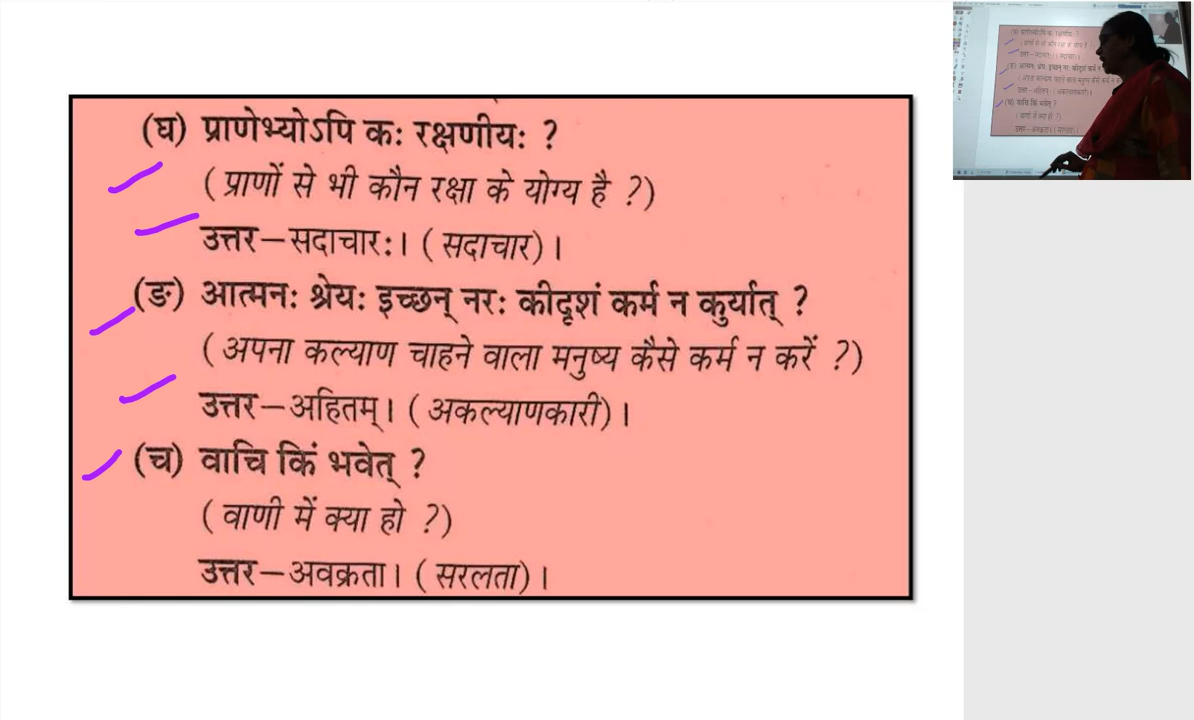 (घ) प्राणेभ्योऽपि कः रक्षणीयः ?
( प्राणों से भी कौन रक्षा के योग्य है ?)
उत्तर–सदाचारः। ( सदाचार)।
(ङ) आत्मनः श्रेयः इच्छन् नरः कीदृशं कर्म न कुर्यात् ?
( अपना कल्याण चाहने वाला मनुष्य कैसे कर्म न करें ?)
उत्तर–अहितम्। ( अकल्याणकारी)।
(च) वाचि किं भवेत् ?
( वाणी में क्या हो ?)
उत्तर–अवक्रता। ( सरलता)।